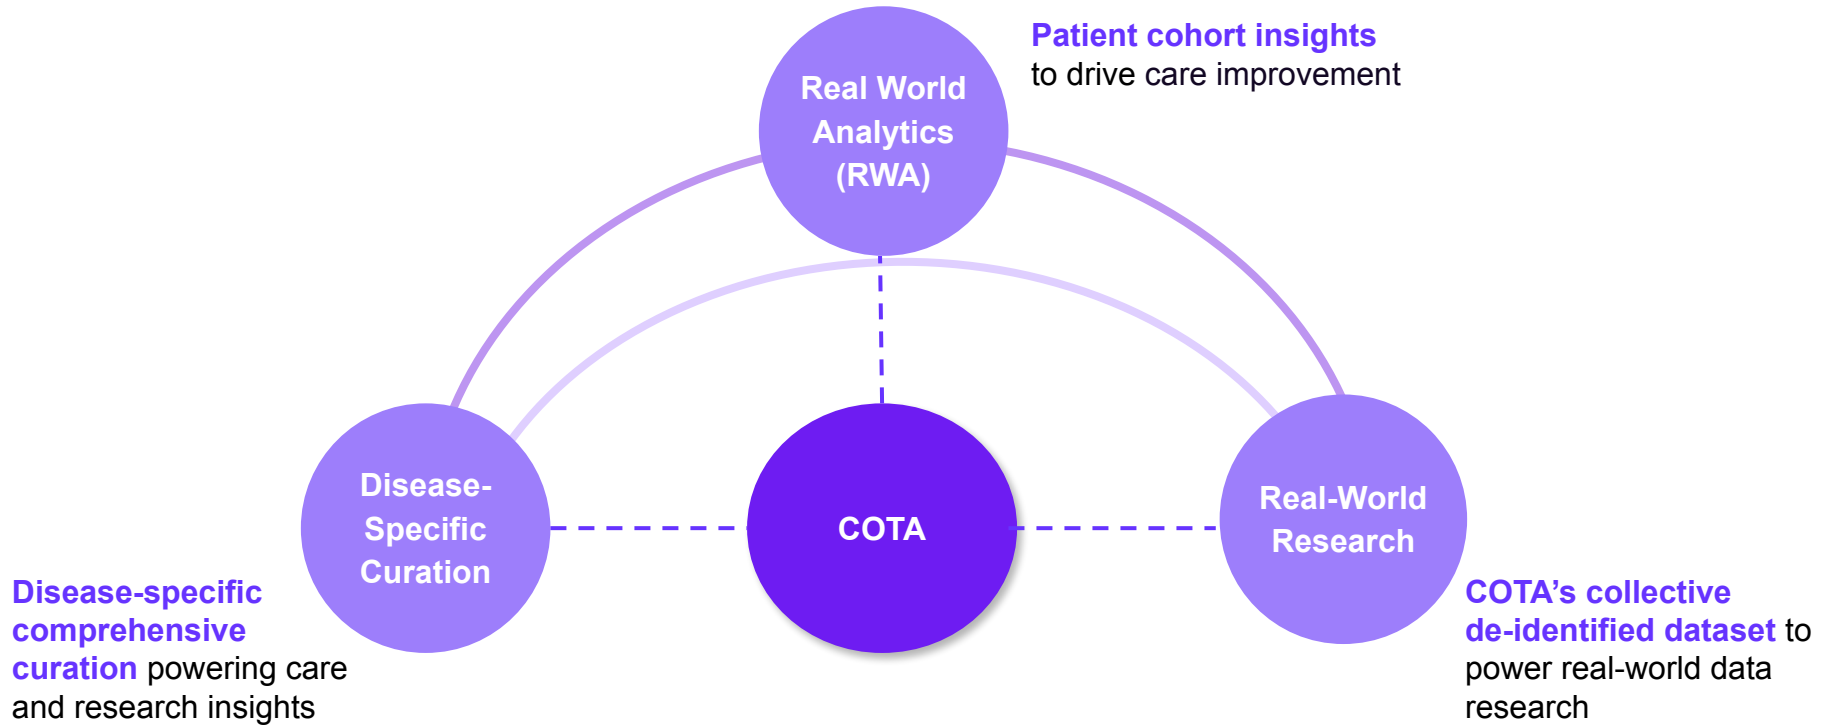 Patient cohort insights
to drive care improvement
Real World
Analytics
(RWA)
Disease-
Specific
Curation
COTA
Real-World
Research
Disease-specific
comprehensive
curation powering care
and research insights
COTA’s collective
de-identified dataset to
power real-world data
research